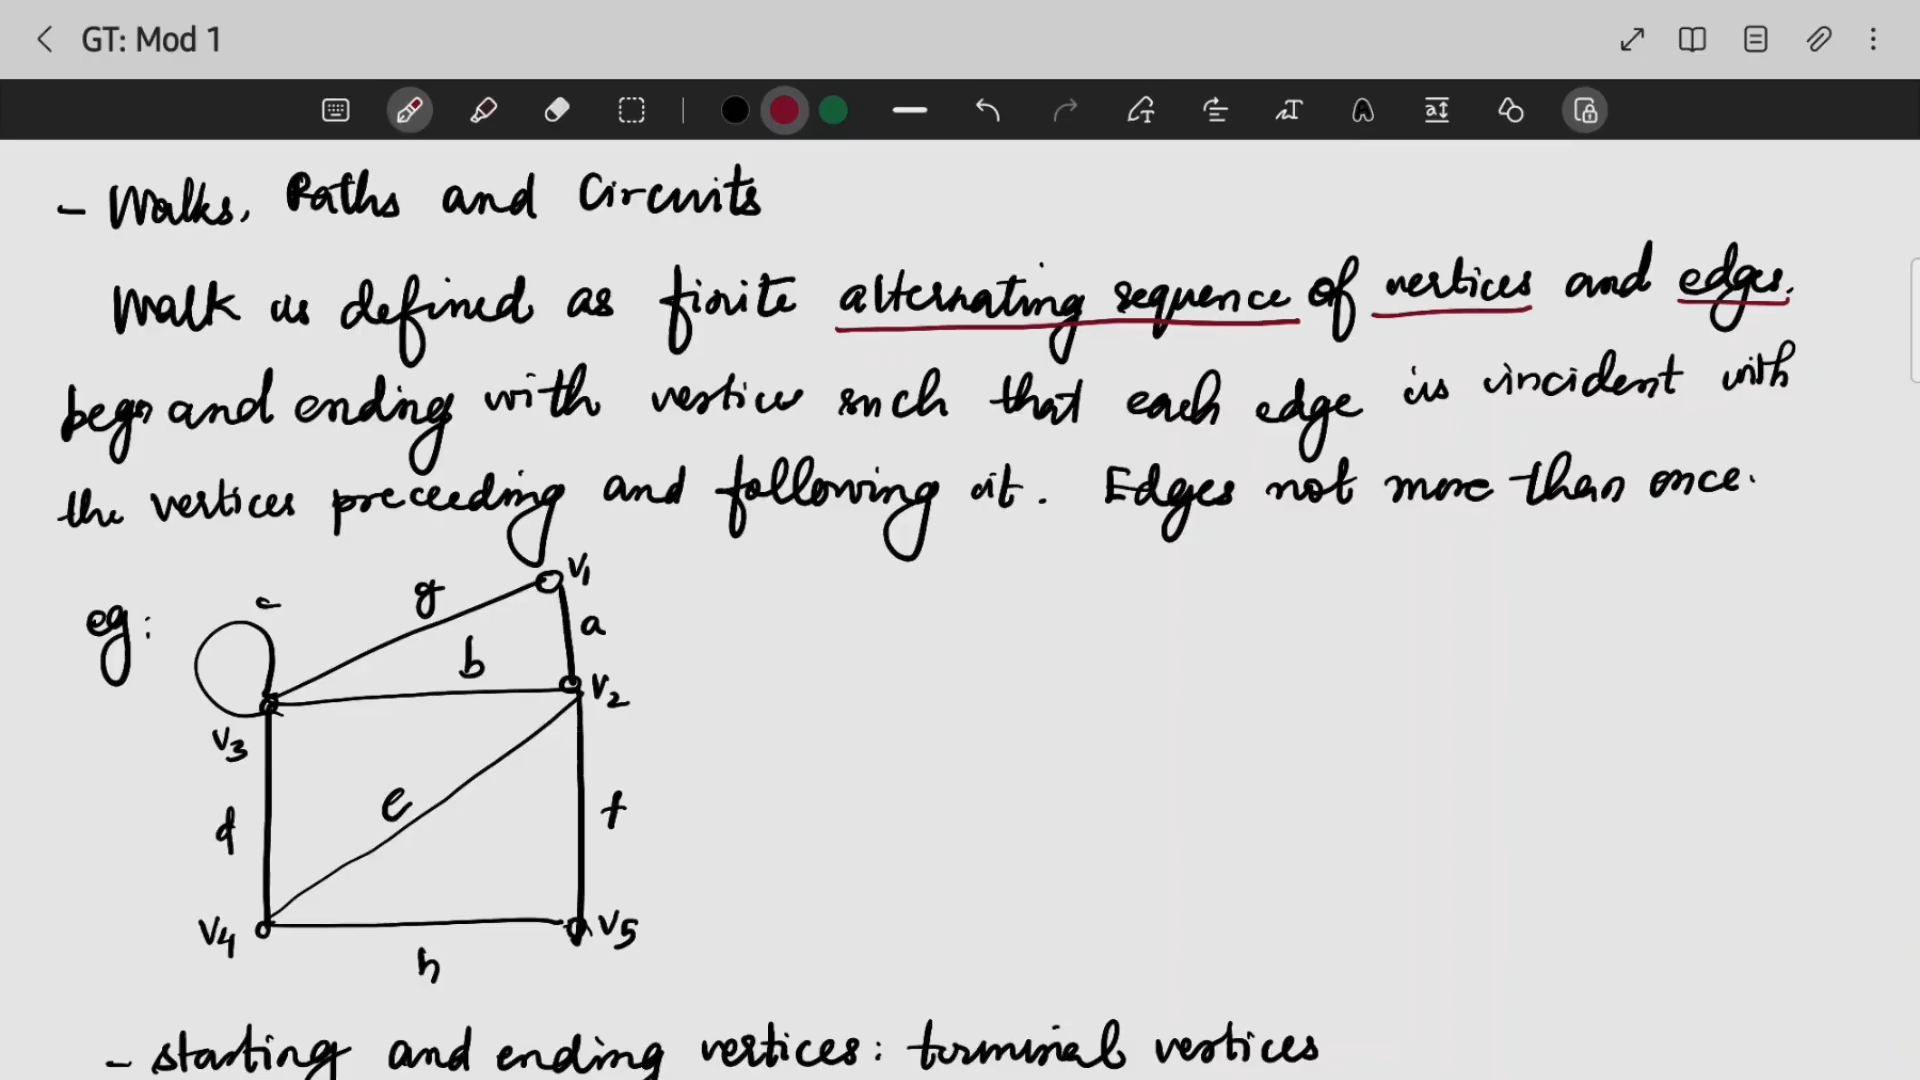 GT: Mod 1
- Walks, Paths and Circuits
Walk is defined as finite alternating sequence of vertices and edges.
begn and ending with vertices such that each edge is incident with
the vertices preceeding and following it. Edges not more than once.
eg:
c
g
v1
a
b
v2
v3
e
d
f
v4
v5
h
- starting and ending vertices: terminal vertices